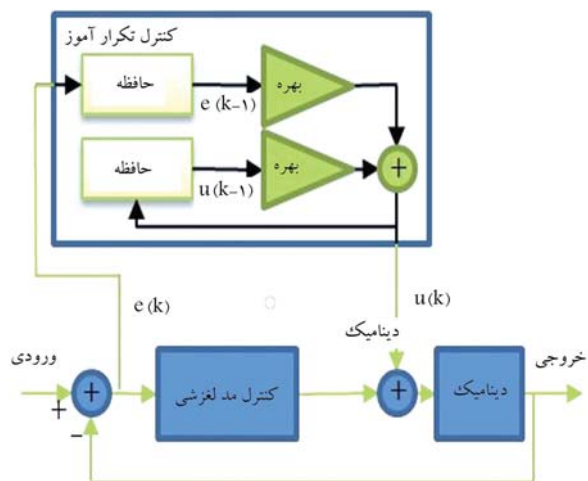 کنترل تکرار آموز
حافظه
بهره
e(k-۱)
حافظه
بهره
+
u(k-۱)
e(k)
u(k)
دینامیک
ورودی
خروجی
+
کنترل مد لغزشی
+
دینامیک
+
−